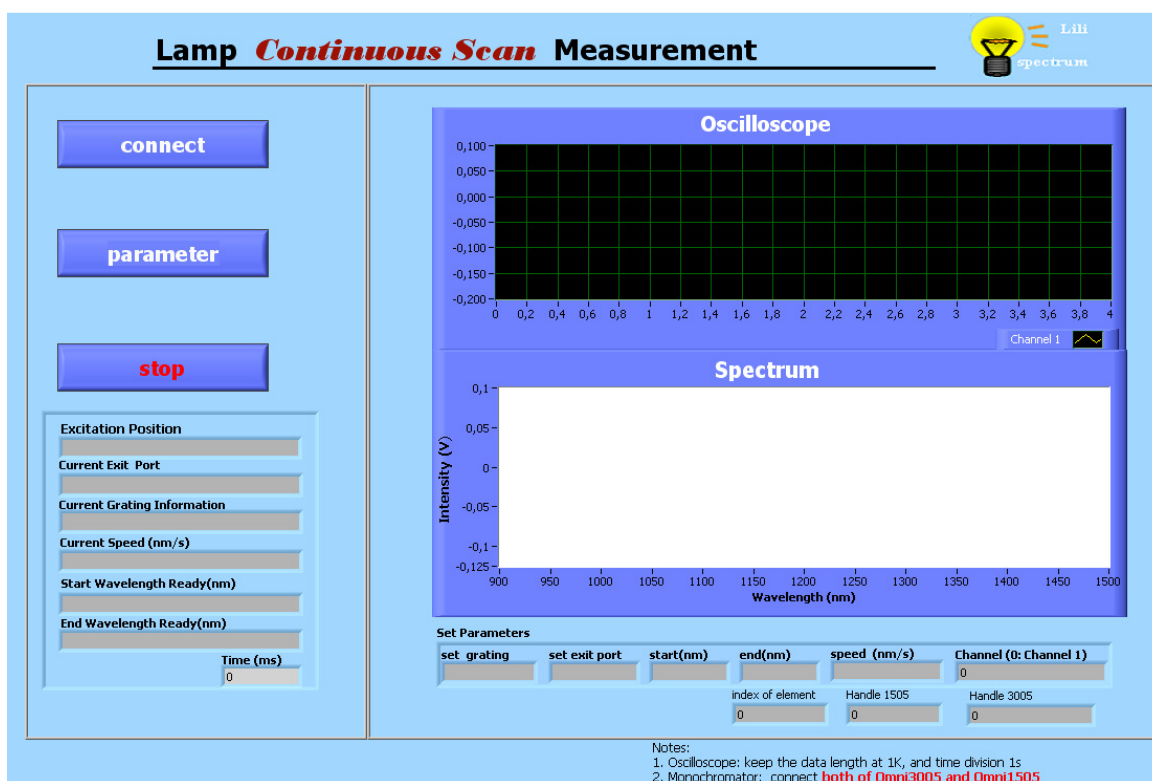 Lamp Continuous Scan Measurement
Lili
spectrum
connect
parameter
stop
Excitation Position
Current Exit Port
Current Grating Information
Current Speed (nm/s)
Start Wavelength Ready(nm)
End Wavelength Ready(nm)
Time (ms)
0
Oscilloscope
0,100
0,050
0,000
-0,050
-0,100
-0,150
-0,200
0 0,2 0,4 0,6 0,8 1 1,2 1,4 1,6 1,8 2 2,2 2,4 2,6 2,8 3 3,2 3,4 3,6 3,8 4
Channel 1
Spectrum
Intensity (V)
0,1
0,05
0
-0,05
-0,1
-0,125
900 950 1000 1050 1100 1150 1200 1250 1300 1350 1400 1450 1500
Wavelength (nm)
Set Parameters
set grating set exit port start(nm) end(nm) speed (nm/s) Channel (0: Channel 1)
0
index of element Handle 1505 Handle 3005
0 0 0
Notes:
1. Oscilloscope: keep the data length at 1K, and time division 1s
2. Monochromator: connect both of Omni3005 and Omni1505